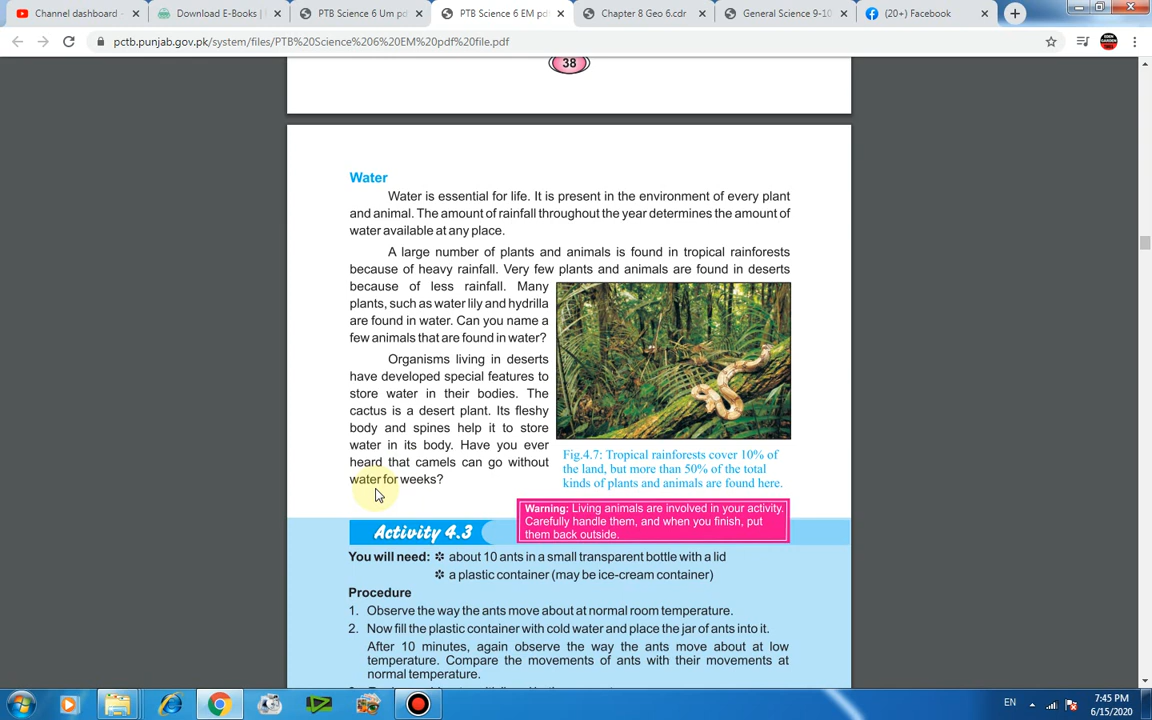 Channel dashboard -
Download E-Books |
PTB Science 6 Um pd
PTB Science 6 EM pd
Chapter 8 Geo 6.cdr
General Science 9-10
(20+) Facebook
pctb.punjab.gov.pk/system/files/PTB%20Science%206%20EM%20pdf%20file.pdf
38
Water
Water is essential for life. It is present in the environment of every plant
and animal. The amount of rainfall throughout the year determines the amount of
water available at any place.
A large number of plants and animals is found in tropical rainforests
because of heavy rainfall. Very few plants and animals are found in deserts
because of less rainfall. Many
plants, such as water lily and hydrilla
are found in water. Can you name a
few animals that are found in water?
Organisms living in deserts
have developed special features to
store water in their bodies. The
cactus is a desert plant. Its fleshy
body and spines help it to store
water in its body. Have you ever
heard that camels can go without
water for weeks?
Fig.4.7: Tropical rainforests cover 10% of
the land, but more than 50% of the total
kinds of plants and animals are found here.
Warning: Living animals are involved in your activity.
Carefully handle them, and when you finish, put
them back outside.
Activity 4.3
You will need: ✽ about 10 ants in a small transparent bottle with a lid
✽ a plastic container (may be ice-cream container)
Procedure
1. Observe the way the ants move about at normal room temperature.
2. Now fill the plastic container with cold water and place the jar of ants into it.
After 10 minutes, again observe the way the ants move about at low
temperature. Compare the movements of ants with their movements at
normal temperature.
EN
7:45 PM
6/15/2020